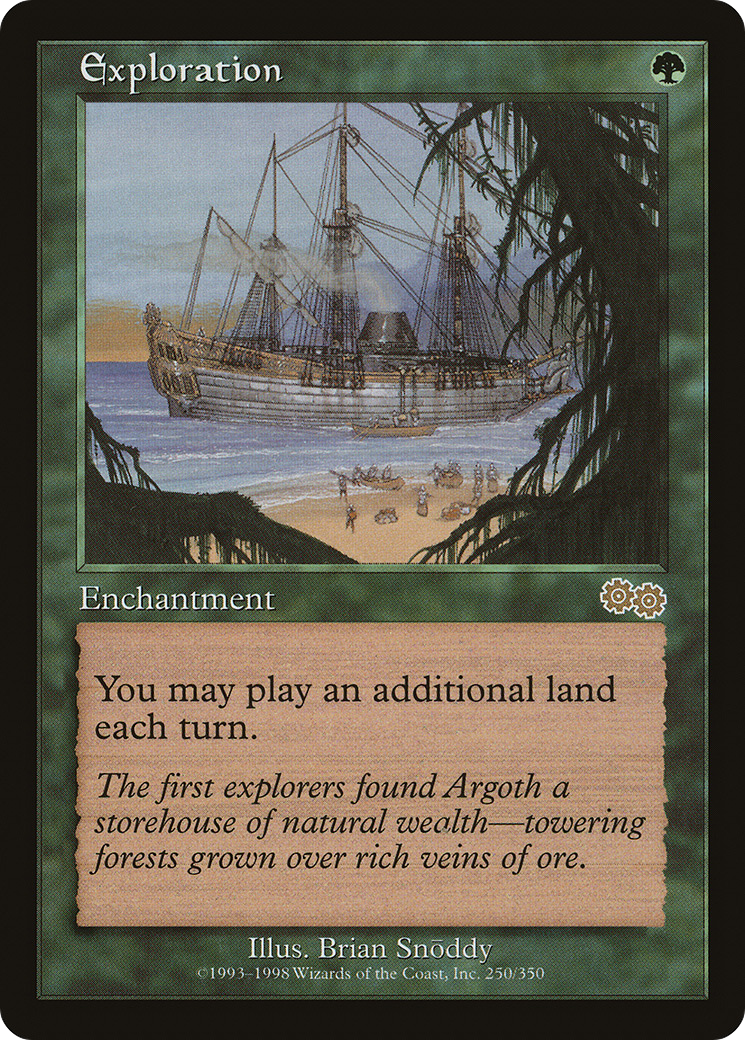 Exploration
Enchantment
You may play an additional land
each turn.
The first explorers found Argoth a
storehouse of natural wealth—towering
forests grown over rich veins of ore.
Illus. Brian Snōddy
©1993–1998 Wizards of the Coast, Inc. 250/350